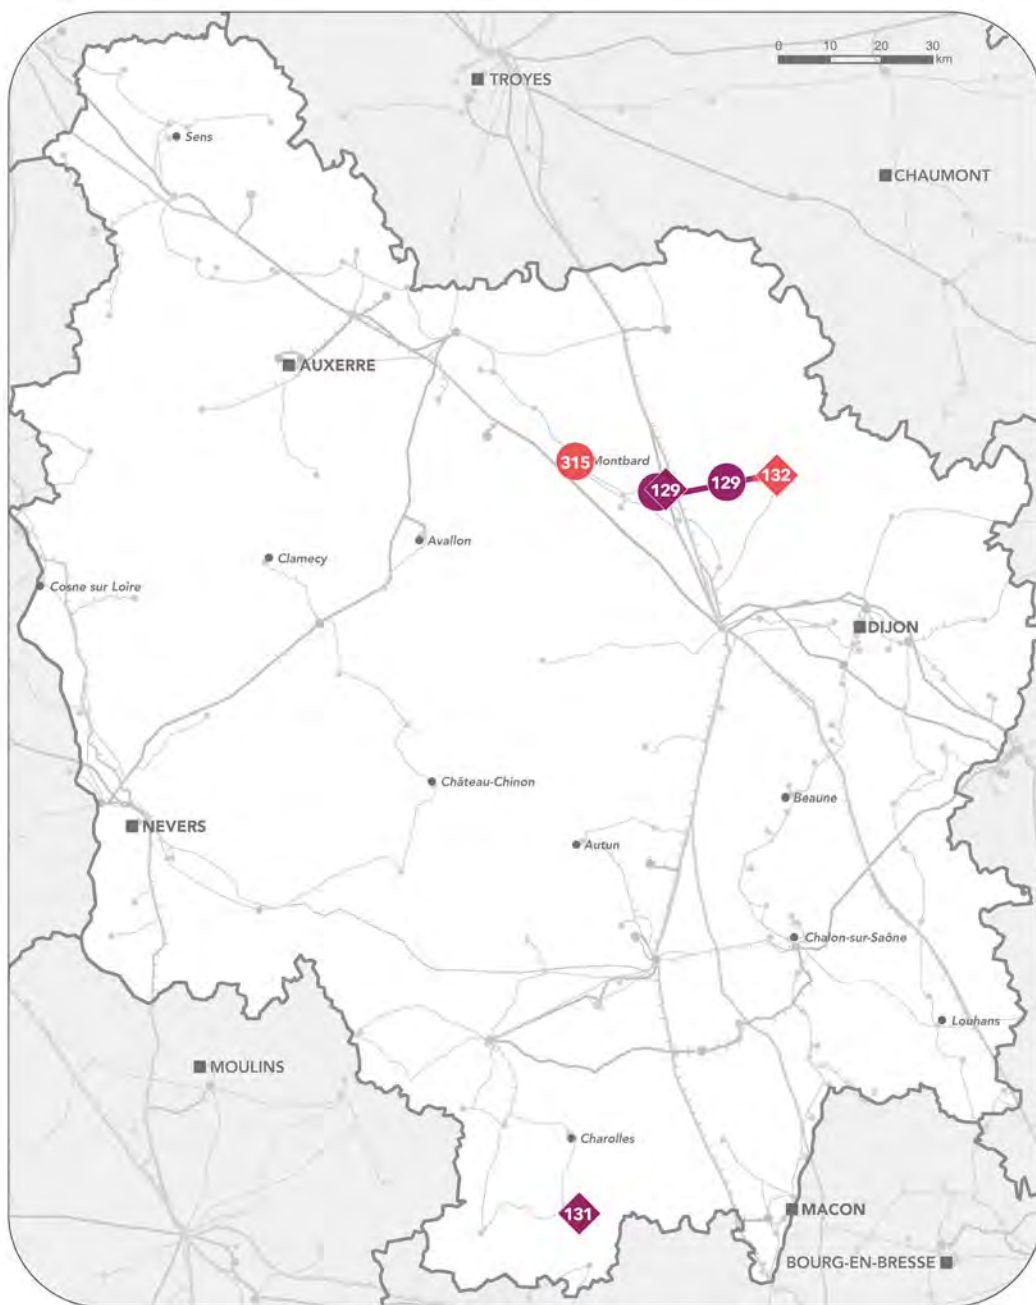 0 10 20 30
km
TROYES
Sens
CHAUMONT
AUXERRE
315 Montbard
129 129 132
Avallon
Clamecy
Cosne sur Loire
DIJON
Château-Chinon
Beaune
NEVERS
Autun
Chalon-sur-Saône
Louhans
MOULINS
Charolles
131
MACON
BOURG-EN-BRESSE